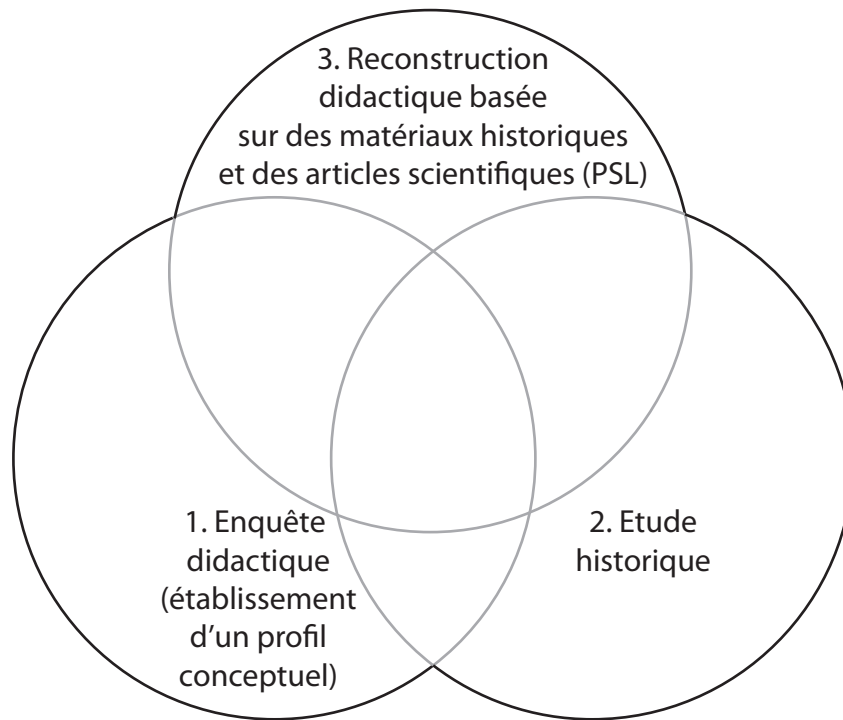 3. Reconstruction
didactique basée
sur des matériaux historiques
et des articles scientifiques (PSL)
1. Enquête
didactique
(établissement
d’un profil
conceptuel)
2. Etude
historique